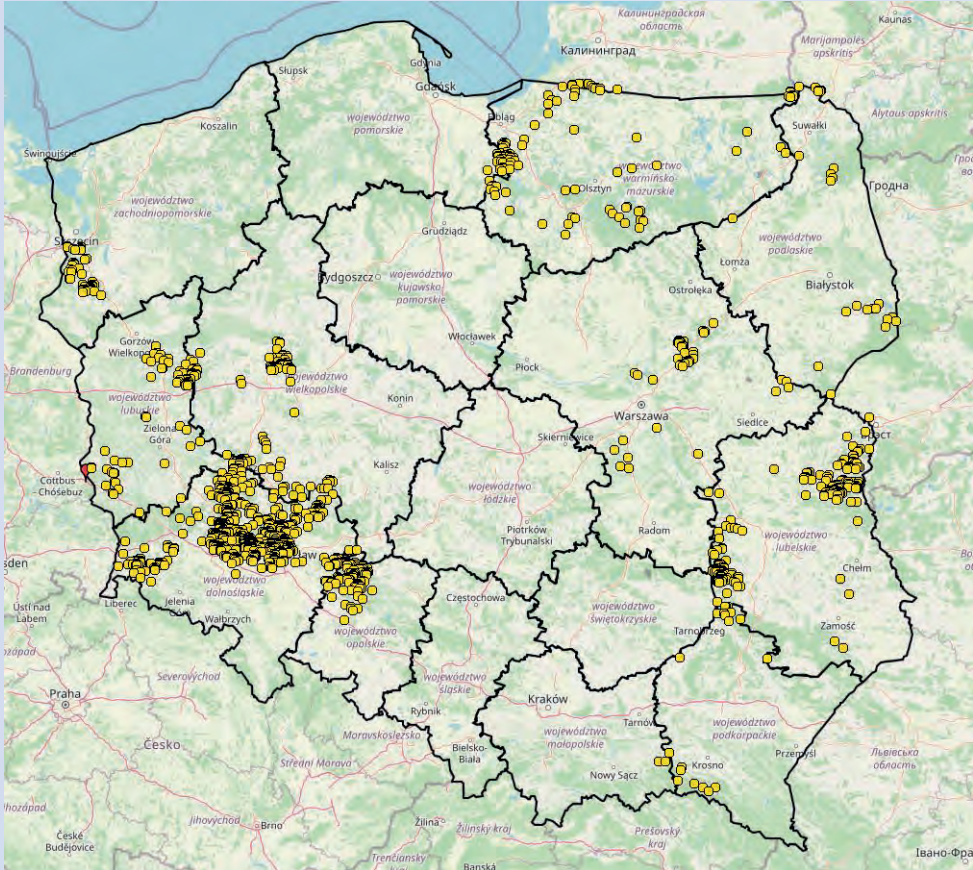 Калининградская
область
Kaunas
Калининград
Marijampolės
apskritis
Gdynia
Słupsk
Gdańsk
Alytaus apskritis
województwo
pomorskie
Suwałki
Koszalin
Świnoujście
województwo
warmińsko-
mazurskie
Olsztyn
Гродна
województwo
zachodniopomorskie
Grudziądz
województwo
podlaskie
Łomża
Bydgoszcz
województwo
kujawsko-
pomorskie
Białystok
Ostrołęka
Włocławek
Gorzów
Brandenburg
Płock
województwo
wielkopolskie
województwo
lubuskie
Konin
Warszawa
Siedlce
Zielona
Góra
Skierniewice
Cottbus
- Chóśebuz
Kalisz
województwo
łódzkie
Piotrków
Trybunalski
Radom
województwo
lubelskie
Chełm
województwo
dolnośląskie
Liberec
Jelenia
Wałbrzych
Ústí nad
Labem
Częstochowa
województwo
świętokrzyskie
Zamość
województwo
opolskie
Tarnobrzeg
województwo
śląskie
Praha
Severovýchod
Kraków
Rybnik
Tarnów
województwo
podkarpackie
Česko
Moravskoslezsko
województwo
małopolskie
Przemyśl
Львівська
область
Bielsko-
Biała
Střední Morava
Nowy Sącz
Krosno
Jihovýchod
Brno
Žilina
Žilinský kraj
Prešovský
kraj
České
Budějovice
Trenčiansky
Banská
Івано-Фра